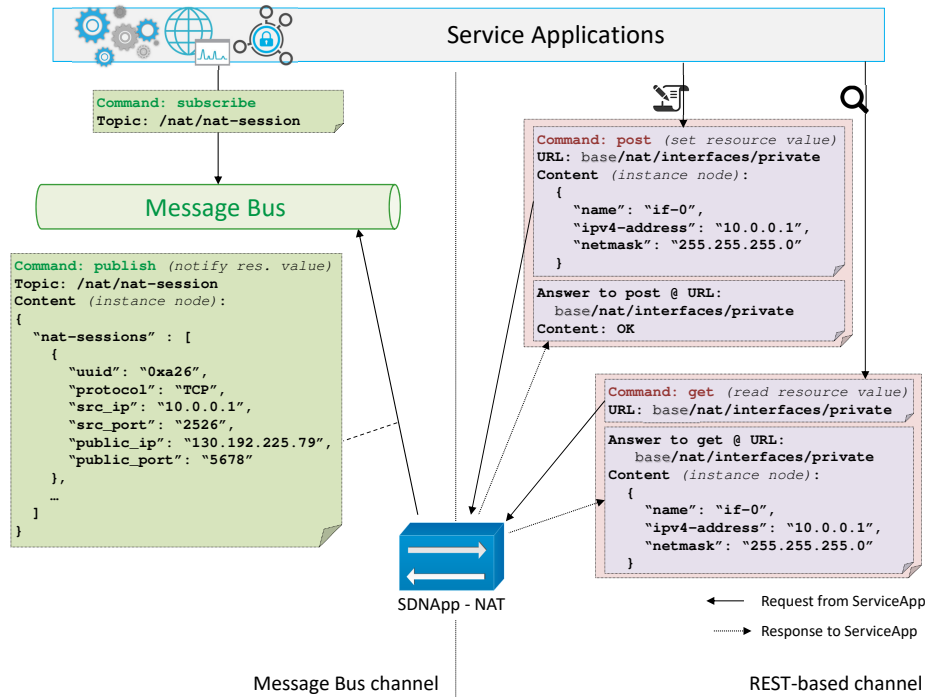 Service Applications
Command: subscribe
Topic: /nat/nat-session
Message Bus
Command: publish (notify res. value)
Topic: /nat/nat-session
Content (instance node):
{
“nat-sessions” : [
{
“uuid”: “0xa26”,
“protocol”: “TCP”,
“src_ip”: “10.0.0.1”,
“src_port”: “2526”,
“public_ip”: “130.192.225.79”,
“public_port”: “5678”
},
…
]
}
Command: post (set resource value)
URL: base/nat/interfaces/private
Content (instance node):
{
“name”: “if-0”,
“ipv4-address”: “10.0.0.1”,
“netmask”: “255.255.255.0”
}
Answer to post @ URL:
base/nat/interfaces/private
Content: OK
Command: get (read resource value)
URL: base/nat/interfaces/private
Answer to get @ URL:
base/nat/interfaces/private
Content (instance node):
{
“name”: “if-0”,
“ipv4-address”: “10.0.0.1”,
“netmask”: “255.255.255.0”
}
SDNApp - NAT
Request from ServiceApp
Response to ServiceApp
Message Bus channel
REST-based channel